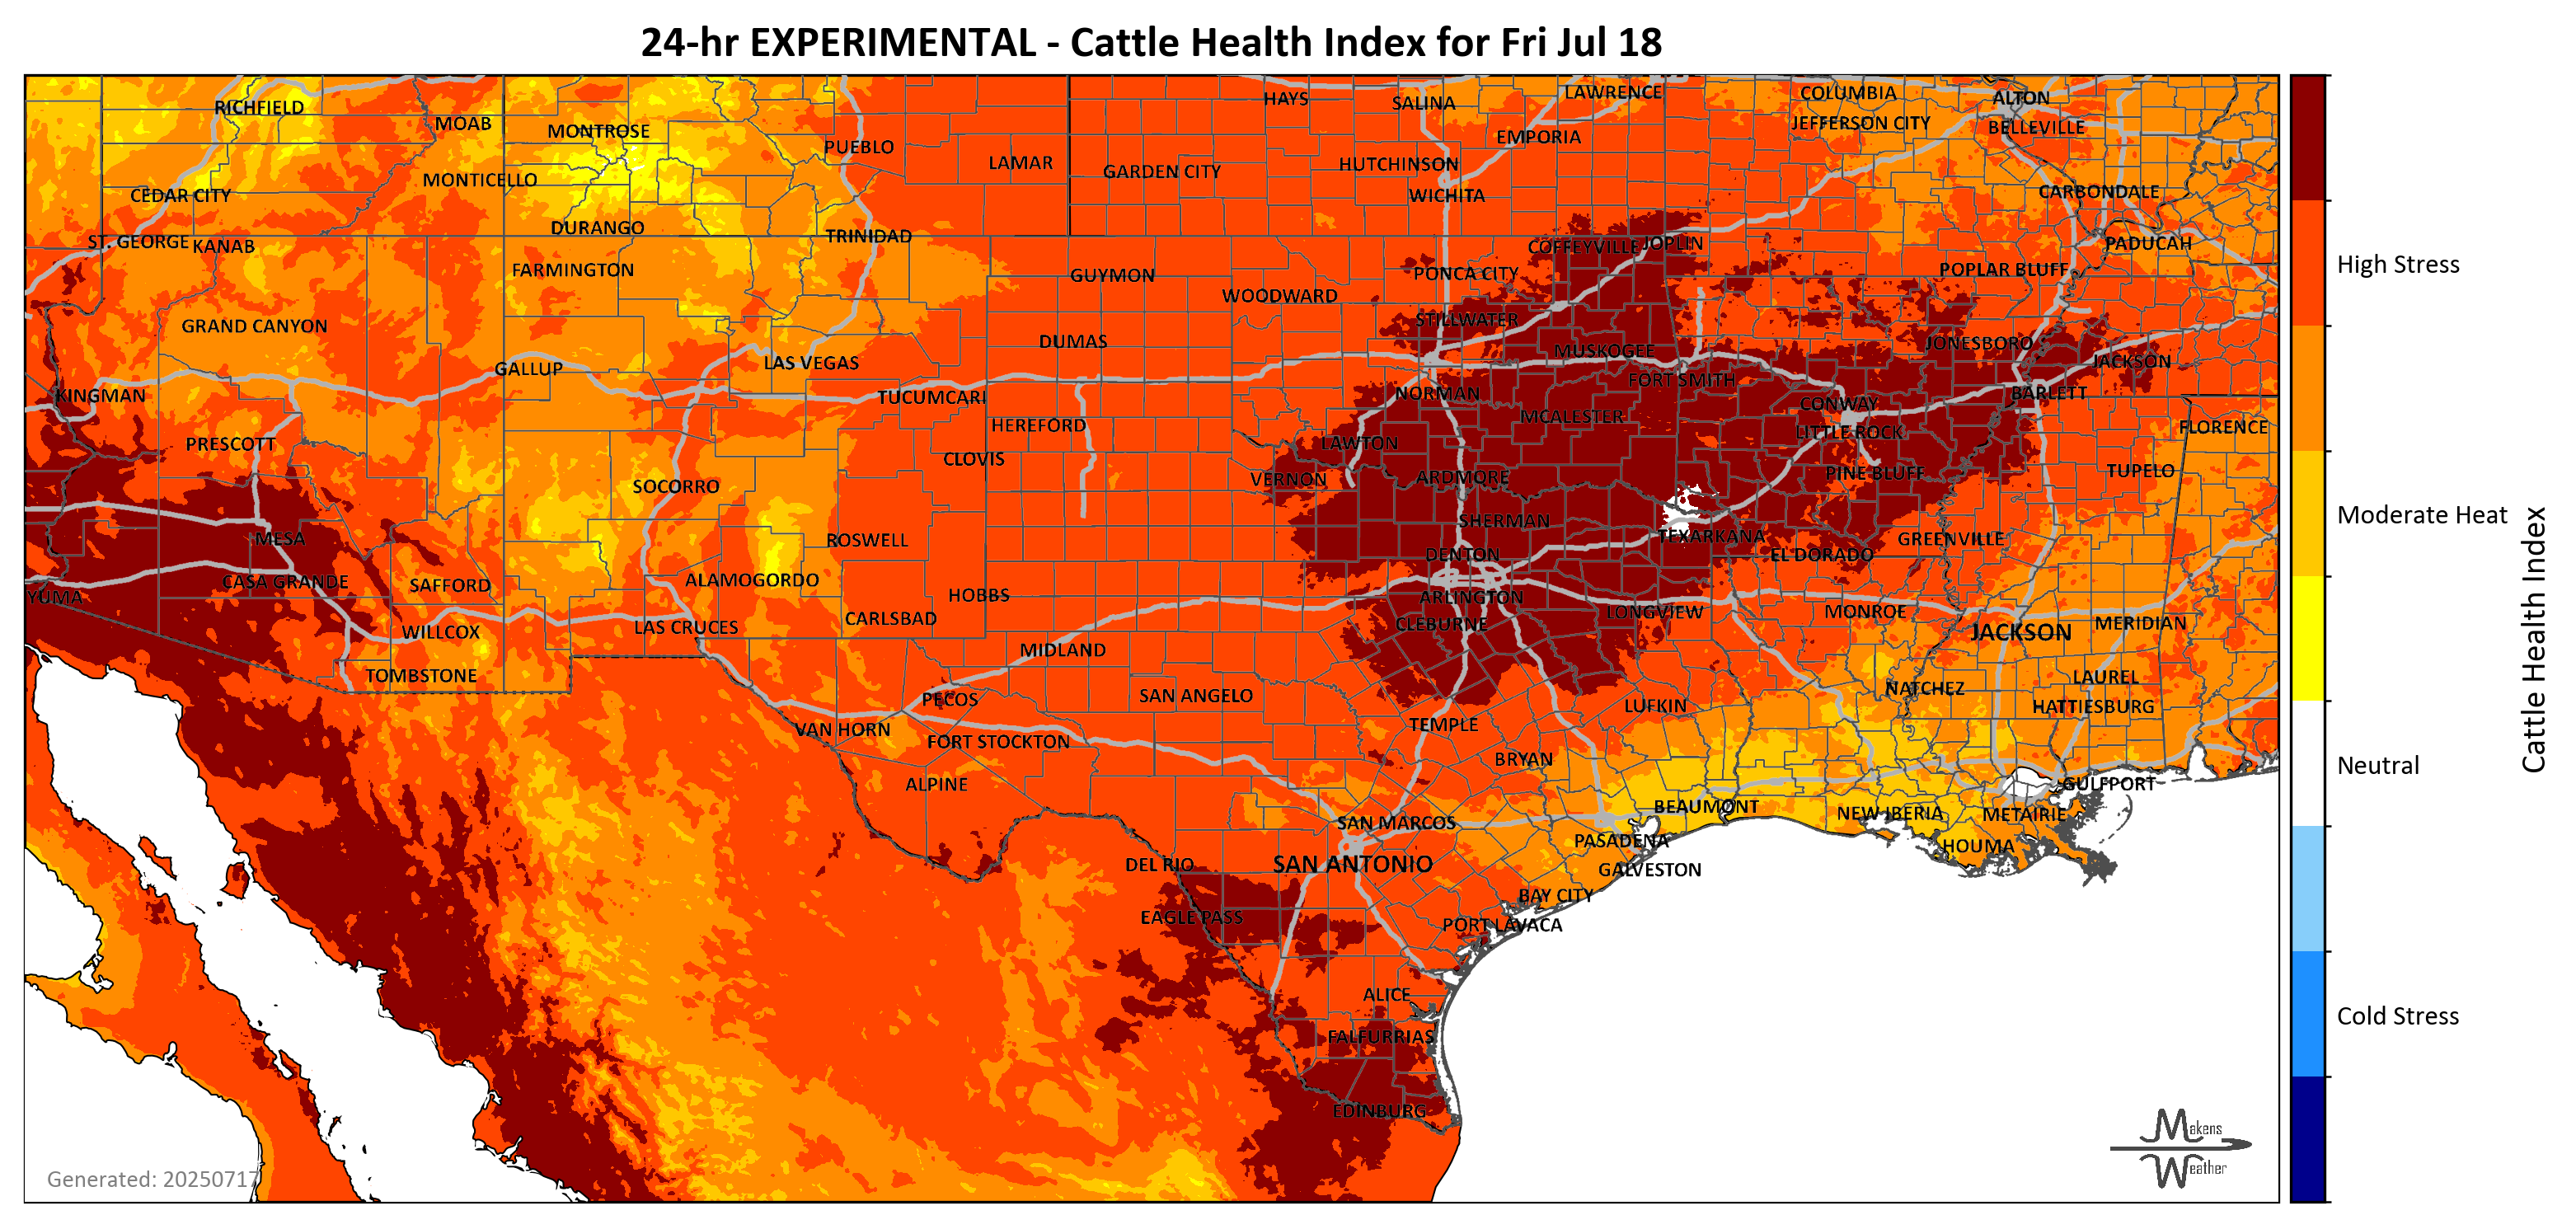 24-hr EXPERIMENTAL - Cattle Health Index for Fri Jul 18
RICHFIELD
MOAB
MONTROSE
PUEBLO
LAMAR
GARDEN CITY
HAYS
SALINA
LAWRENCE
EMPORIA
COLUMBIA
JEFFERSON CITY
ALTON
BELLEVILLE
HUTCHINSON
WICHITA
MONTICELLO
CEDAR CITY
CARBONDALE
DURANGO
TRINIDAD
ST. GEORGE
KANAB
COFFEYVILLE
JOPLIN
PADUCAH
FARMINGTON
GUYMON
PONCA CITY
POPLAR BLUFF
WOODWARD
GRAND CANYON
STILLWATER
DUMAS
MUSKOGEE
JONESBORO
JACKSON
GALLUP
LAS VEGAS
FORT SMITH
KINGMAN
TUCUMCARI
NORMAN
BARLETT
CONWAY
MCALESTER
HEREFORD
FLORENCE
PRESCOTT
LAWTON
LITTLE ROCK
CLOVIS
TUPELO
SOCORRO
VERNON
ARDMORE
PINE BLUFF
SHERMAN
MESA
ROSWELL
TEXARKANA
GREENVILLE
DENTON
EL DORADO
CASA GRANDE
SAFFORD
ALAMOGORDO
YUMA
HOBBS
ARLINGTON
CARLSBAD
LONGVIEW
MONROE
CLEBURNE
WILLCOX
LAS CRUCES
JACKSON
MERIDIAN
MIDLAND
TOMBSTONE
LAUREL
PECOS
SAN ANGELO
NATCHEZ
LUFKIN
HATTIESBURG
VAN HORN
TEMPLE
FORT STOCKTON
BRYAN
ALPINE
GULFPORT
BEAUMONT
NEW IBERIA
METAIRIE
SAN MARCOS
PASADENA
HOUMA
DEL RIO
SAN ANTONIO
GALVESTON
BAY CITY
EAGLE PASS
PORT LAVACA
ALICE
FALFURRIAS
EDINBURG
Generated: 20250717
Makens
Weather
High Stress
Moderate Heat
Neutral
Cold Stress
Cattle Health Index